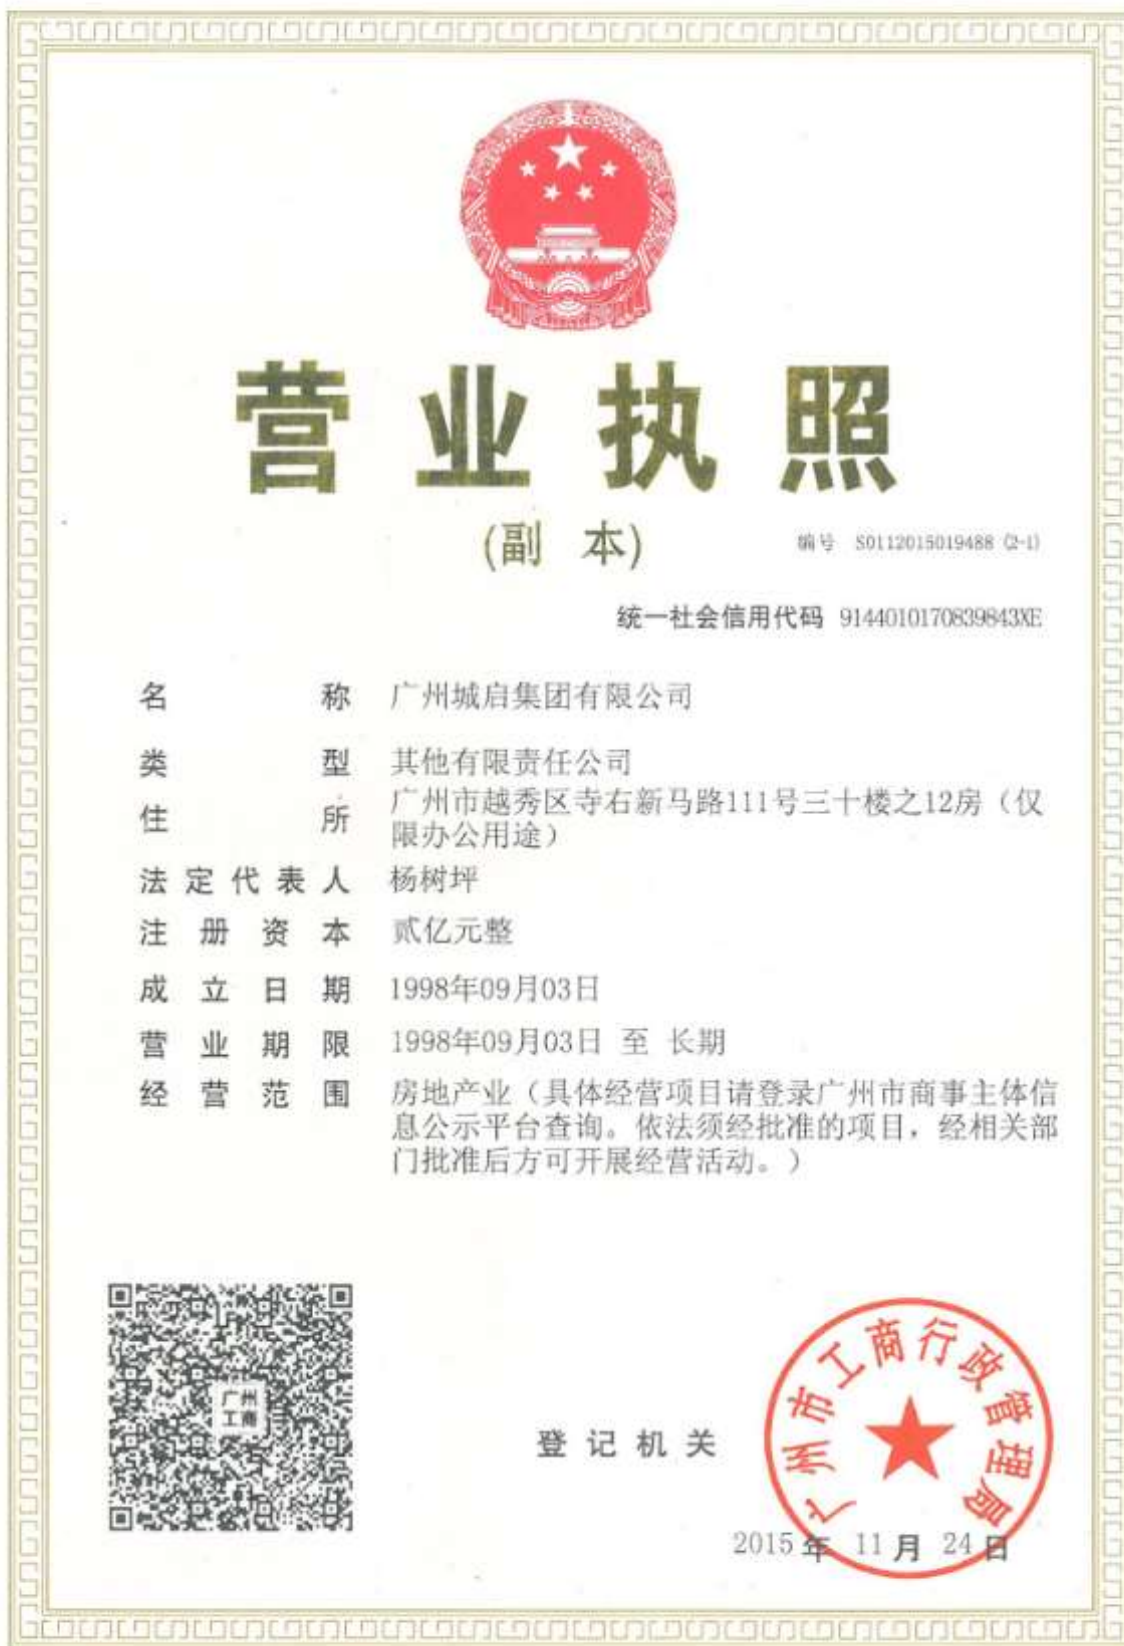 营业执照
(副 本)
编号 S0112015019488 (2-1)
统一社会信用代码 9144010170839843XE
名称 广州城启集团有限公司
类型 其他有限责任公司
住所 广州市越秀区寺右新马路111号三十楼之12房（仅
限办公用途）
法定代表人 杨树坪
注册资本 贰亿元整
成立日期 1998年09月03日
营业期限 1998年09月03日 至 长期
经营范围 房地产业（具体经营项目请登录广州市商事主体信
息公示平台查询。依法须经批准的项目，经相关部
门批准后方可开展经营活动。）
广州
工商
登记机关
广州市工商行政管理局
2015年 11月 24日